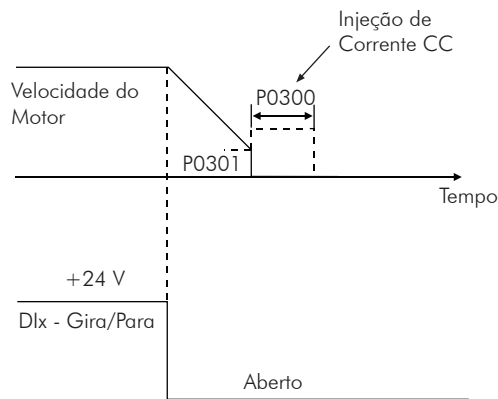 Injeção de
Corrente CC
P0300
Velocidade do
Motor
P0301
Tempo
+24 V
DIx - Gira/Para
Aberto